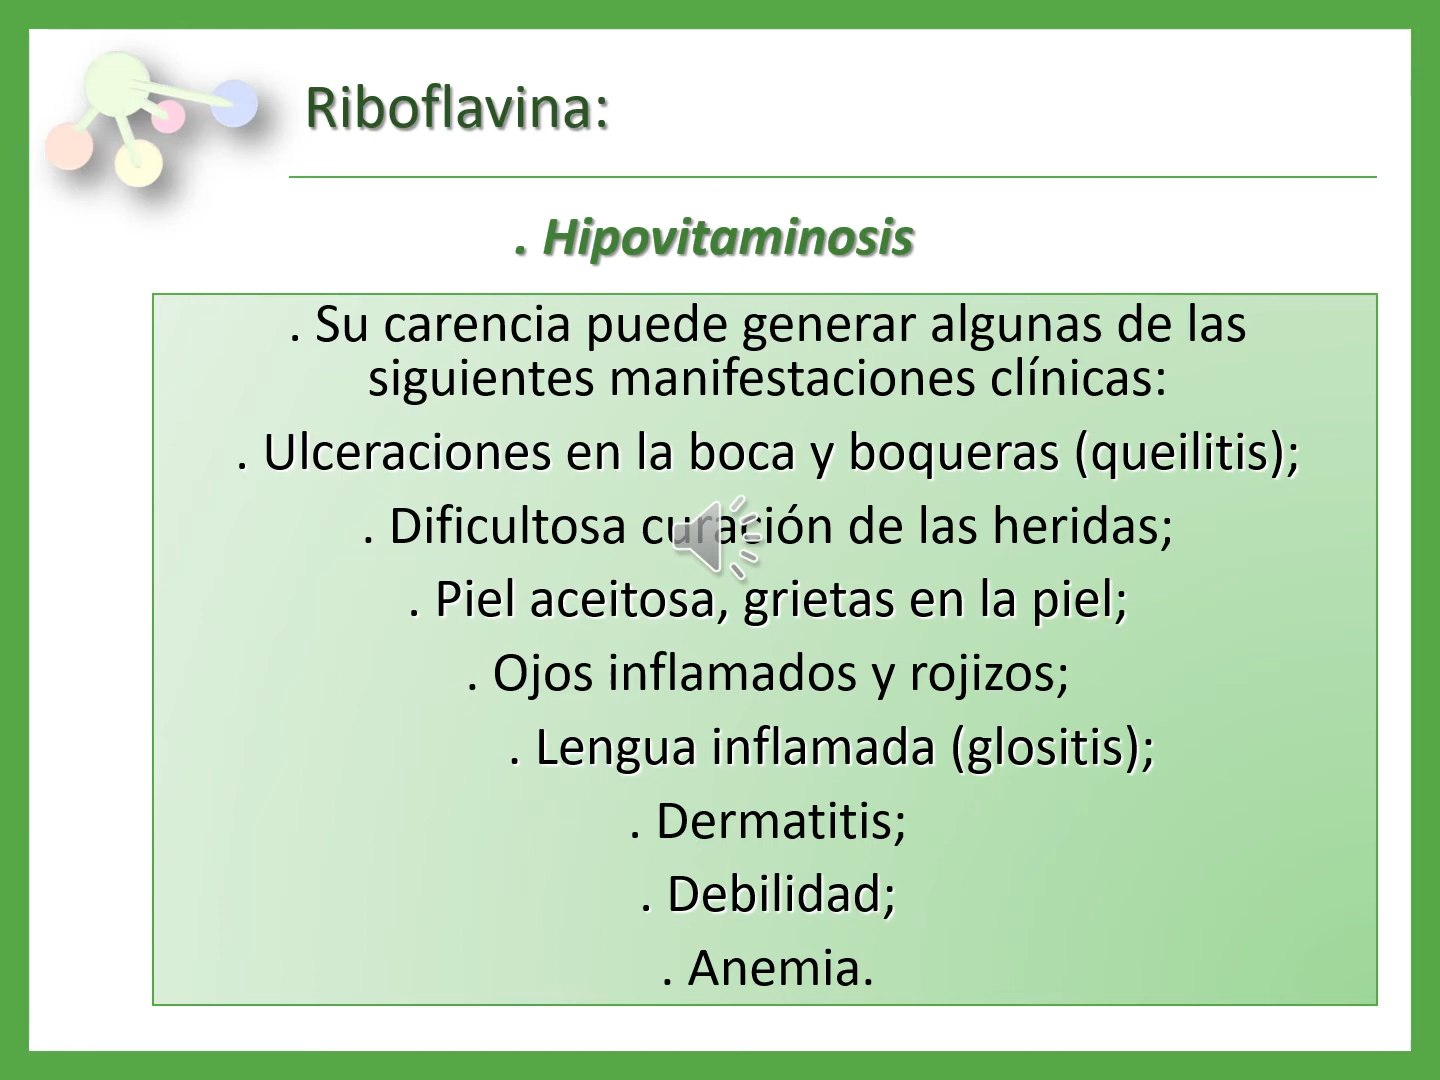 Riboflavina:
. Hipovitaminosis
. Su carencia puede generar algunas de las
siguientes manifestaciones clínicas:
. Ulceraciones en la boca y boqueras (queilitis);
. Dificultosa curación de las heridas;
. Piel aceitosa, grietas en la piel;
. Ojos inflamados y rojizos;
. Lengua inflamada (glositis);
. Dermatitis;
. Debilidad;
. Anemia.